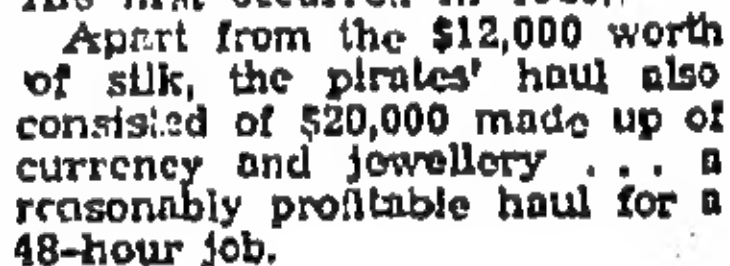 Apart from the $12,000 worth
of silk, the pirates' haul also
consisted of $20,000 made up of
currency and jewellery . . . a
reasonably profitable haul for a
48-hour job.